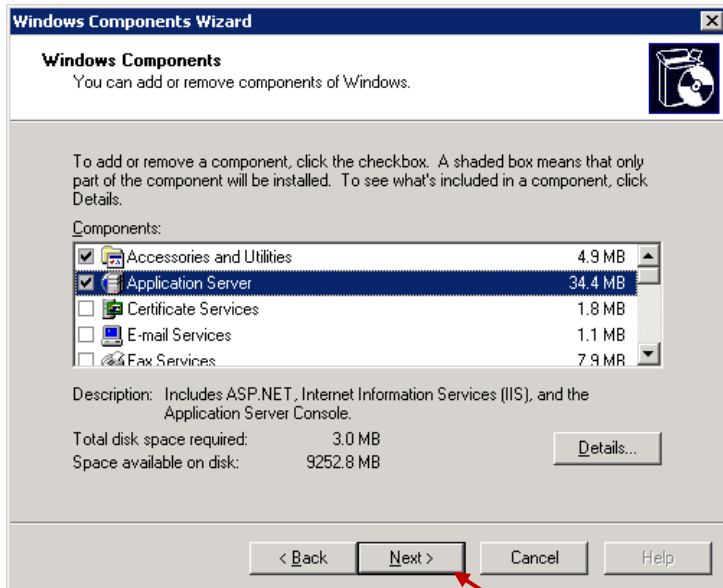 Windows Components Wizard
Windows Components
You can add or remove components of Windows.
To add or remove a component, click the checkbox. A shaded box means that only
part of the component will be installed. To see what's included in a component, click
Details.
Components:
Accessories and Utilities 4.9 MB
Application Server 34.4 MB
Certificate Services 1.8 MB
E-mail Services 1.1 MB
Fax Services 7.9 MB
Description: Includes ASP.NET, Internet Information Services (IIS), and the
Application Server Console.
Total disk space required: 3.0 MB
Space available on disk: 9252.8 MB
Details...
< Back Next > Cancel Help